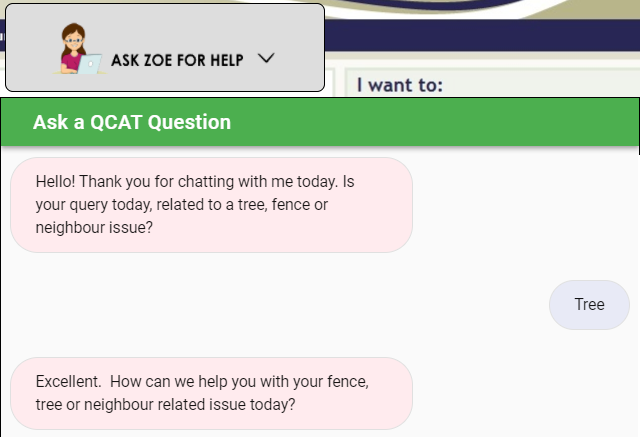 ASK ZOE FOR HELP
I want to:
Ask a QCAT Question
Hello! Thank you for chatting with me today. Is
your query today, related to a tree, fence or
neighbour issue?
Tree
Excellent.  How can we help you with your fence,
tree or neighbour related issue today?